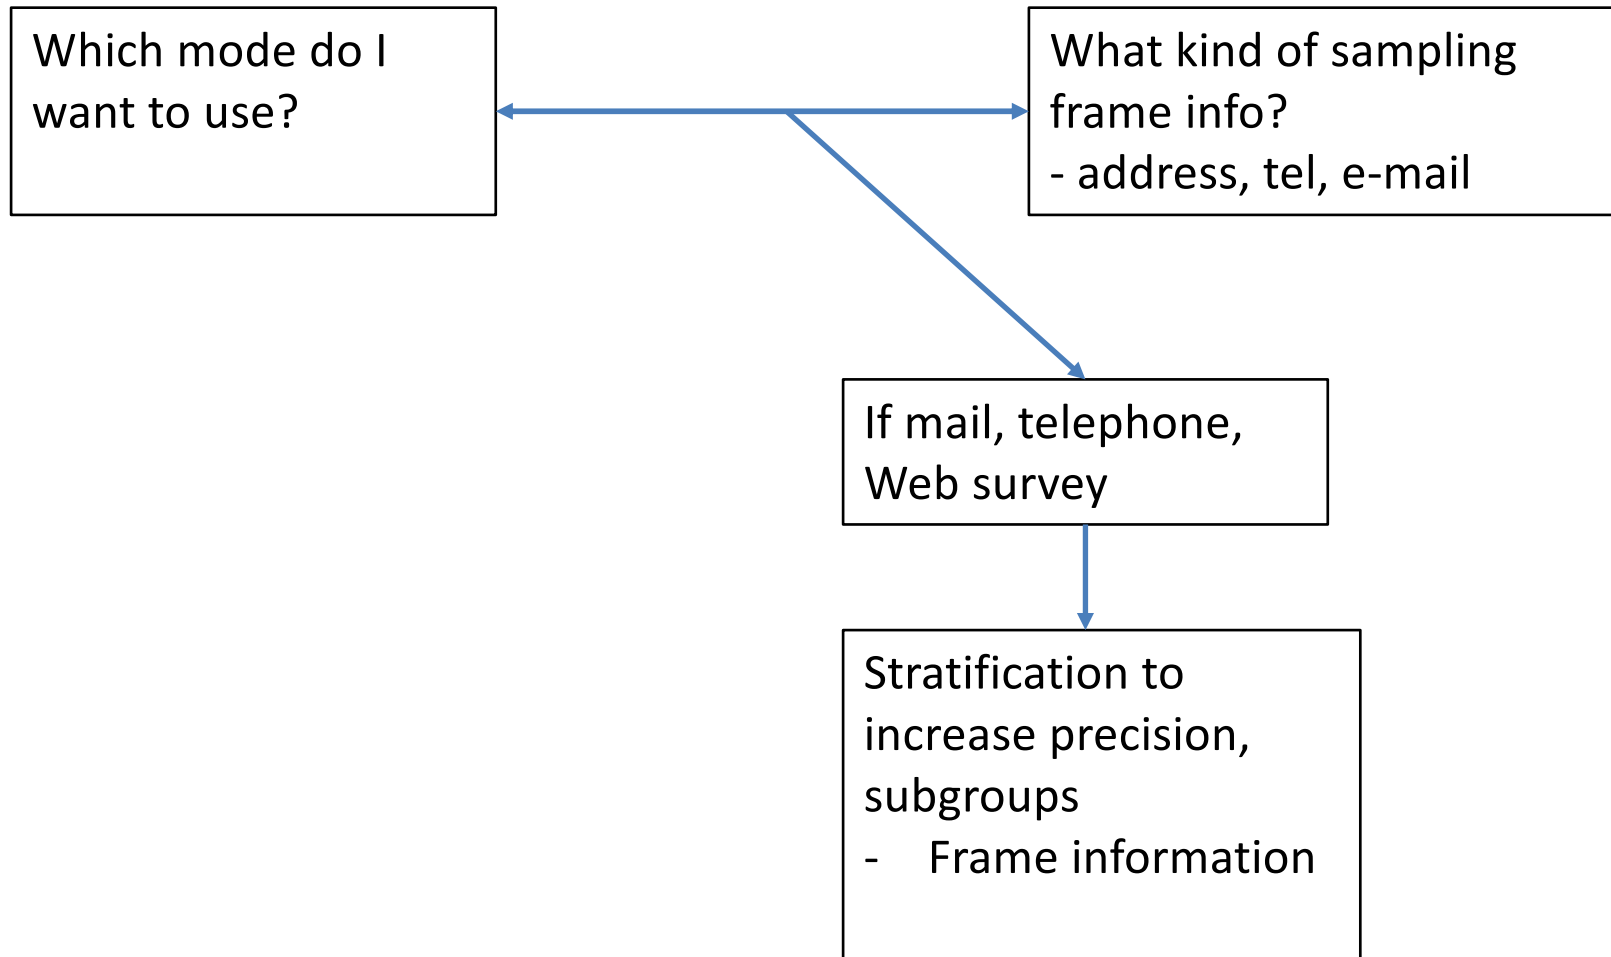 Which mode do I
want to use?
What kind of sampling
frame info?
- address, tel, e-mail
If mail, telephone,
Web survey
Stratification to
increase precision,
subgroups
- Frame information